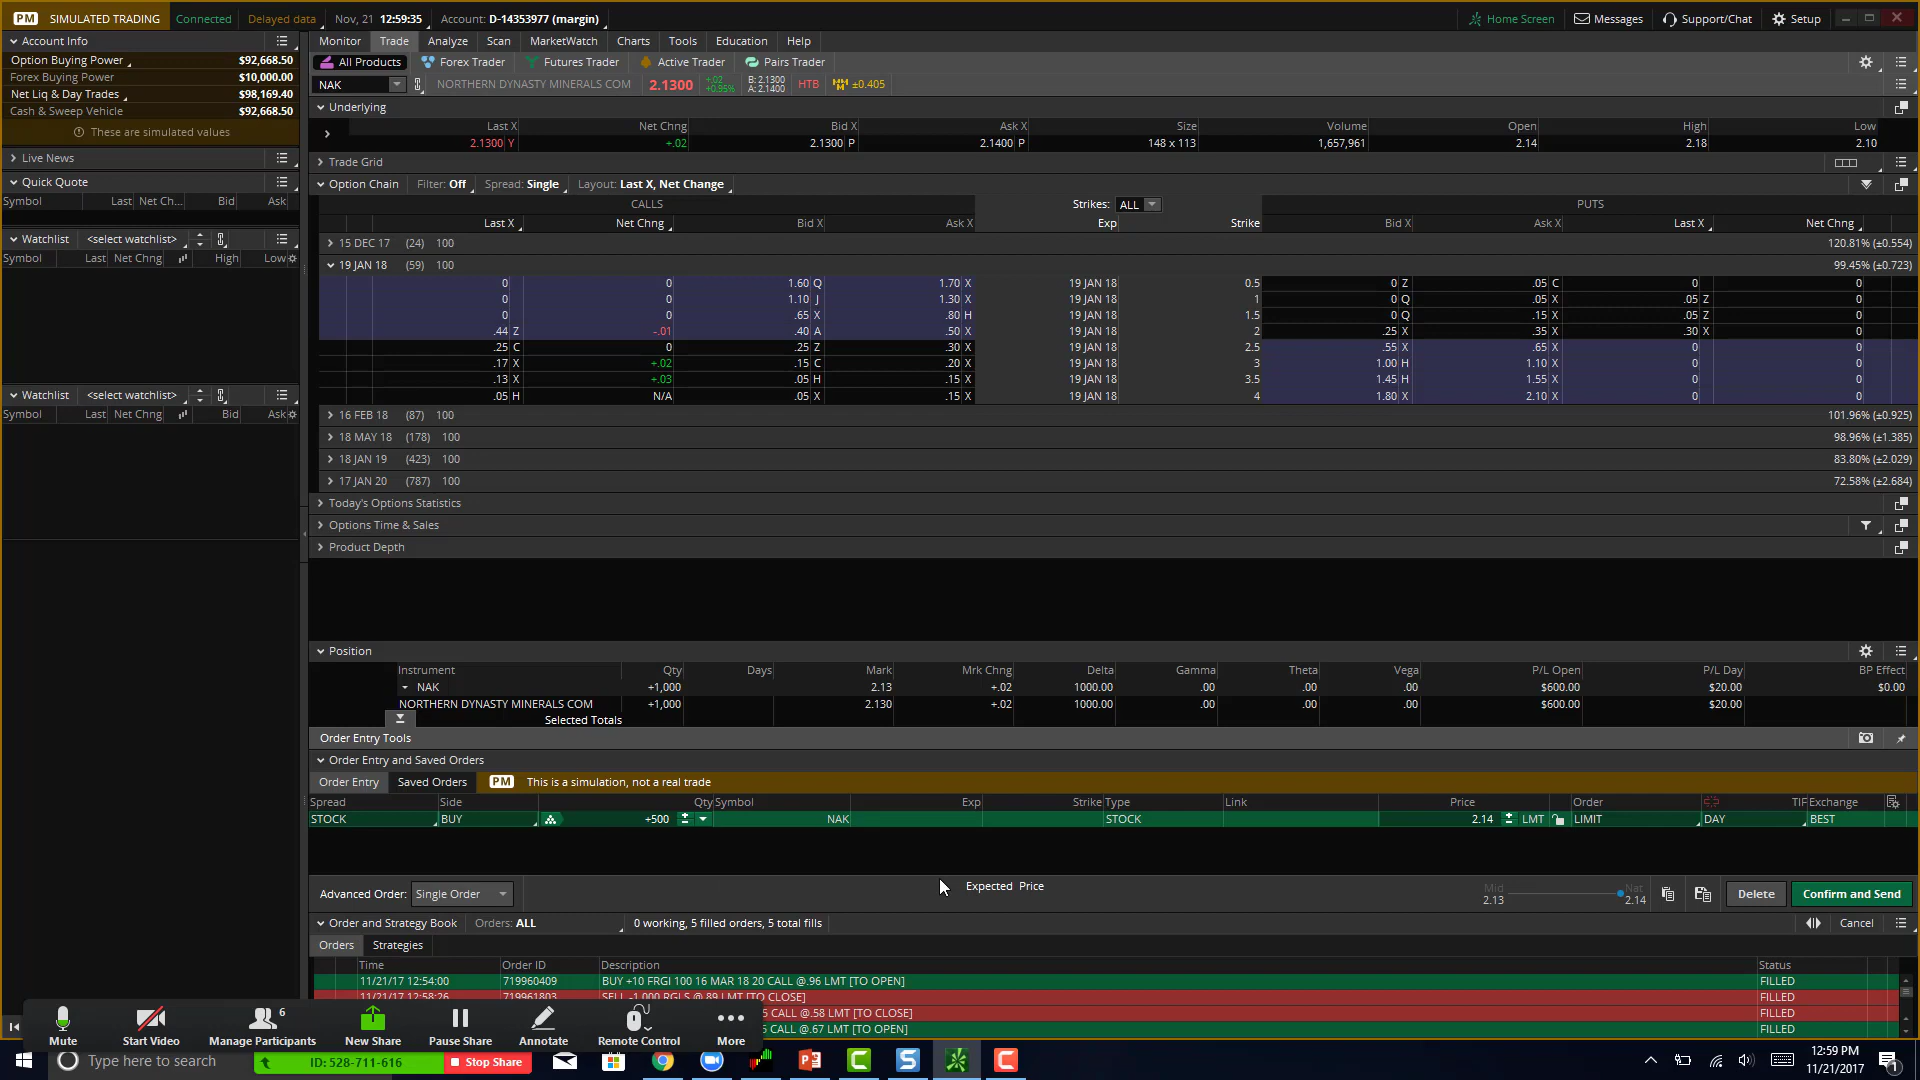 PM SIMULATED TRADING Connected Delayed data Nov, 21 12:59:35 Account: D-14353977 (margin) Home Screen Messages Support/Chat Setup
Account Info
Option Buying Power $92,668.50
Forex Buying Power $10,000.00
Net Liq & Day Trades $98,169.40
Cash & Sweep Vehicle $92,668.50
These are simulated values
Live News
Quick Quote
Symbol Last Net Ch... Bid Ask
Watchlist <select watchlist>
Symbol Last Net Chng High Low
Watchlist <select watchlist>
Symbol Last Net Chng Bid Ask
Monitor Trade Analyze Scan MarketWatch Charts Tools Education Help
All Products Forex Trader Futures Trader Active Trader Pairs Trader
NAK NORTHERN DYNASTY MINERALS COM 2.1300 +.02 +0.95% B: 2.1300 A: 2.1400 HTB ±0.405
Underlying
Last X Net Chng Bid X Ask X Size Volume Open High Low
2.1300 Y +.02 2.1300 P 2.1400 P 148 x 113 1,657,961 2.14 2.18 2.10
Trade Grid
Option Chain Filter: Off Spread: Single Layout: Last X, Net Change
CALLS Strikes: ALL PUTS
Last X Net Chng Bid X Ask X Exp Strike Bid X Ask X Last X Net Chng
15 DEC 17 (24) 100 120.81% (±0.554)
19 JAN 18 (59) 100 99.45% (±0.723)
0 0 1.60 Q 1.70 X 19 JAN 18 0.5 0 Z .05 C 0 0
0 0 1.10 J 1.30 X 19 JAN 18 1 0 Q .05 X .05 Z 0
0 0 .65 X .80 H 19 JAN 18 1.5 0 Q .15 X .05 Z 0
.44 Z -.01 .40 A .50 X 19 JAN 18 2 .25 X .35 X .30 X 0
.25 C 0 .25 Z .30 X 19 JAN 18 2.5 .55 X .65 X 0 0
.17 X +.02 .15 C .20 X 19 JAN 18 3 1.00 H 1.10 X 0 0
.13 X +.03 .05 H .15 X 19 JAN 18 3.5 1.45 H 1.55 X 0 0
.05 H N/A .05 X .15 X 19 JAN 18 4 1.80 X 2.10 X 0 0
16 FEB 18 (87) 100 101.96% (±0.925)
18 MAY 18 (178) 100 98.96% (±1.385)
18 JAN 19 (423) 100 83.80% (±2.029)
17 JAN 20 (787) 100 72.58% (±2.684)
Today's Options Statistics
Options Time & Sales
Product Depth
Position
Instrument Qty Days Mark Mrk Chng Delta Gamma Theta Vega P/L Open P/L Day BP Effect
NAK +1,000 2.13 +.02 1000.00 .00 .00 .00 $600.00 $20.00 $0.00
NORTHERN DYNASTY MINERALS COM +1,000 2.130 +.02 1000.00 .00 .00 .00 $600.00 $20.00
Selected Totals
Order Entry Tools
Order Entry and Saved Orders
Order Entry Saved Orders PM This is a simulation, not a real trade
Spread Side Qty Symbol Exp Strike Type Link Price Order TIF Exchange
STOCK BUY +500 NAK STOCK 2.14 LMT LIMIT DAY BEST
Advanced Order: Single Order Expected Price Mid 2.13 Nat 2.14 Delete Confirm and Send
Order and Strategy Book Orders: ALL 0 working, 5 filled orders, 5 total fills Cancel
Orders Strategies
Time Order ID Description Status
11/21/17 12:54:00 719960409 BUY +10 FRGI 100 16 MAR 18 20 CALL @.96 LMT [TO OPEN] FILLED
11/21/17 12:58:26 719961803 SELL -1,000 RGLS @.89 LMT [TO CLOSE] FILLED
5 CALL @.58 LMT [TO CLOSE] FILLED
5 CALL @.67 LMT [TO OPEN] FILLED
6
Mute Start Video Manage Participants New Share Pause Share Annotate Remote Control More
Type here to search ID: 528-711-616 Stop Share
12:59 PM
11/21/2017
1